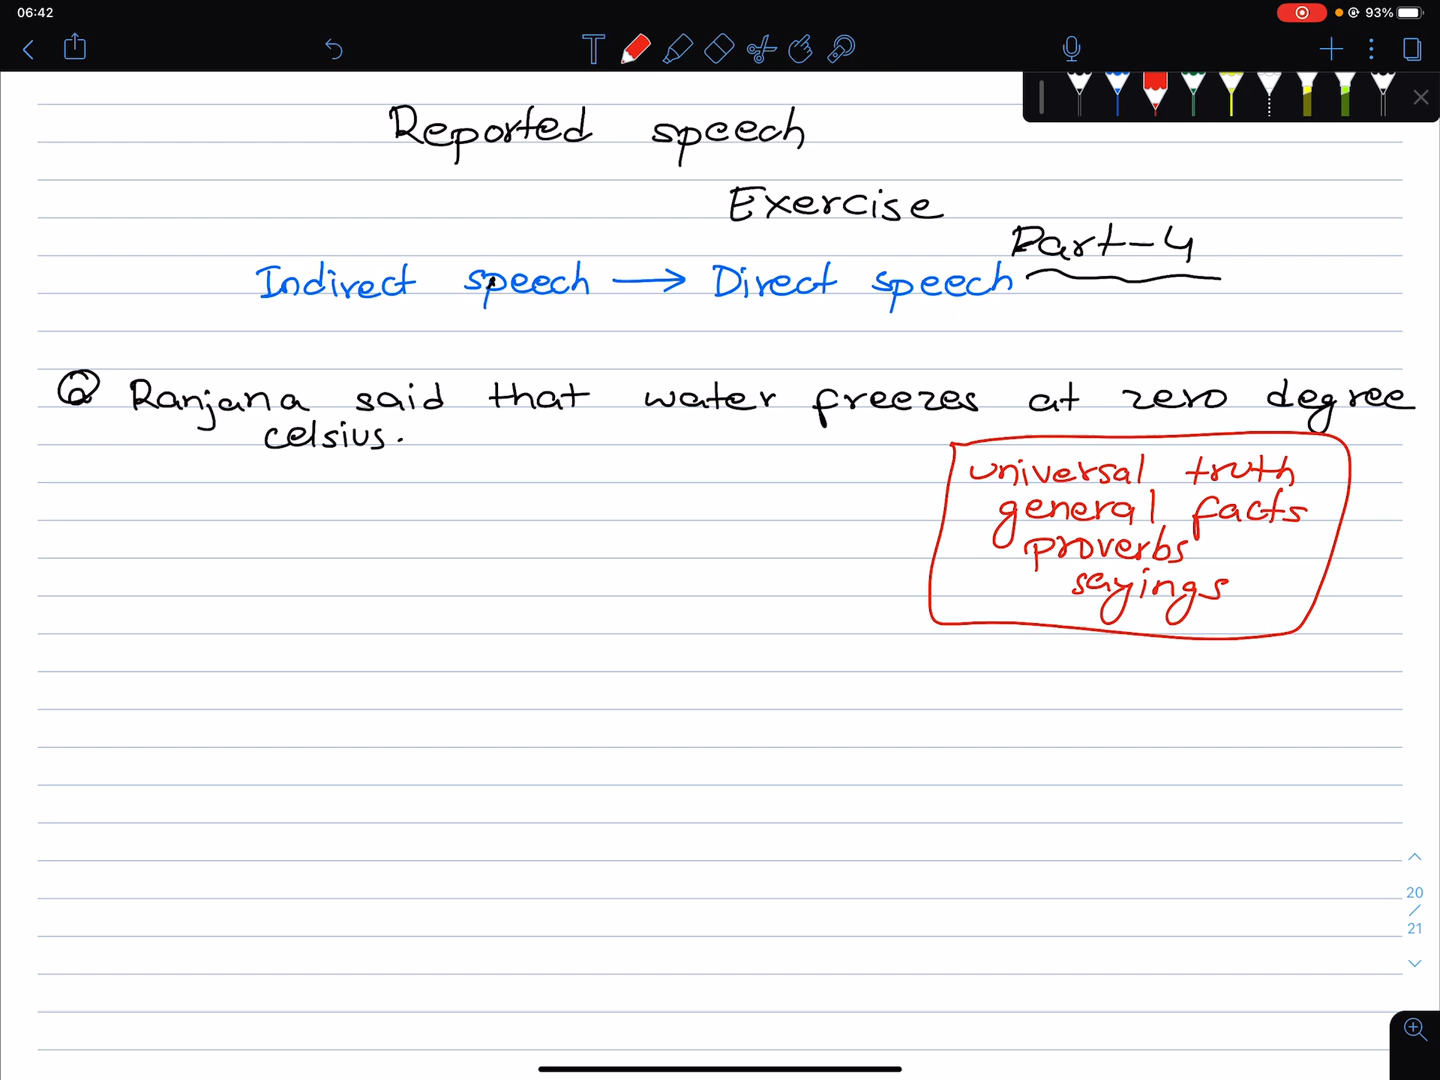 06:42
93%
Reported speech
Exercise
Part-4
Indirect speech → Direct speech
Q Ranjana said that water freezes at zero degree
celsius.
universal truth
general facts
proverbs
sayings
20
/
21